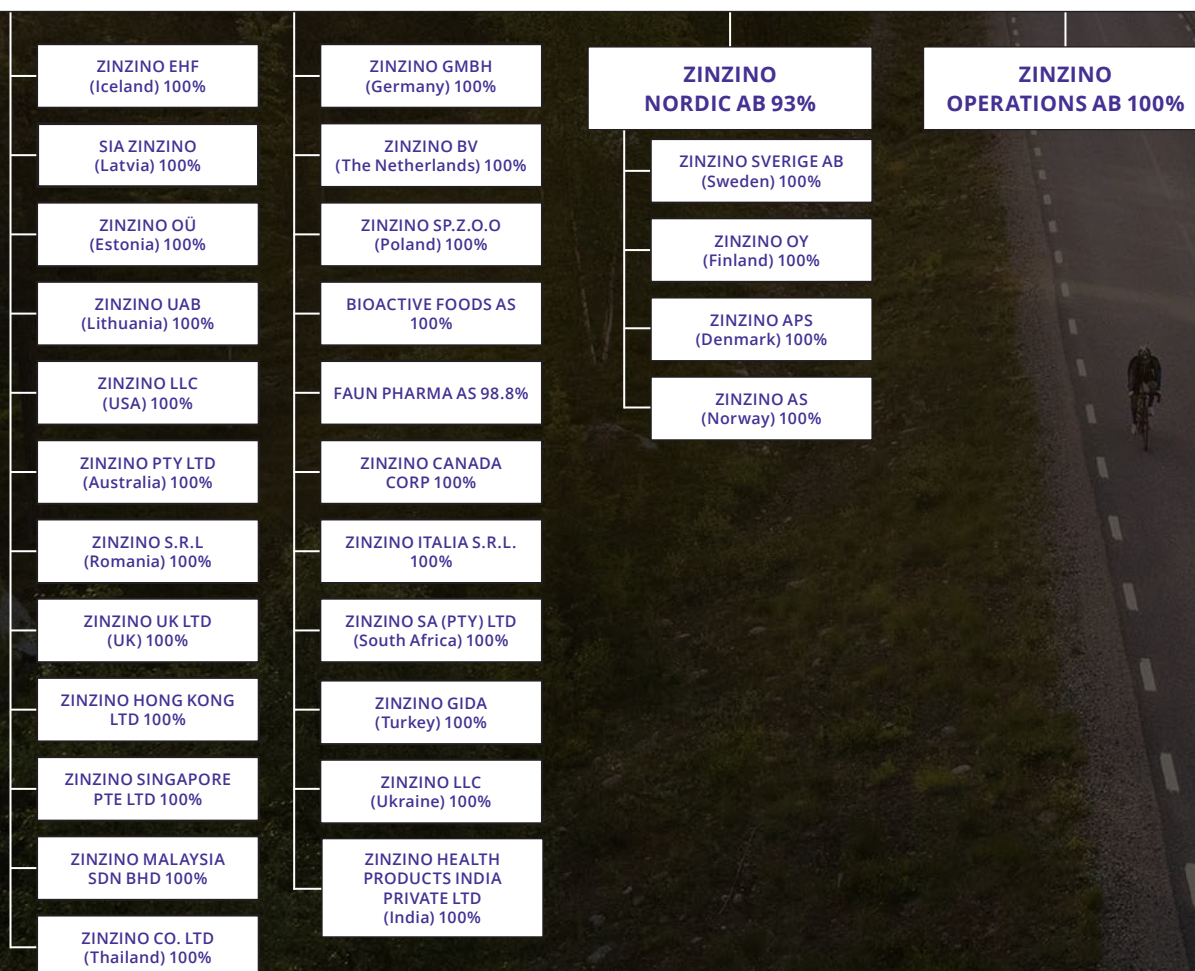 ZINZINO EHF
(Iceland) 100%
SIA ZINZINO
(Latvia) 100%
ZINZINO OÜ
(Estonia) 100%
ZINZINO UAB
(Lithuania) 100%
ZINZINO LLC
(USA) 100%
ZINZINO PTY LTD
(Australia) 100%
ZINZINO S.R.L
(Romania) 100%
ZINZINO UK LTD
(UK) 100%
ZINZINO HONG KONG
LTD 100%
ZINZINO SINGAPORE
PTE LTD 100%
ZINZINO MALAYSIA
SDN BHD 100%
ZINZINO CO. LTD
(Thailand) 100%
ZINZINO GMBH
(Germany) 100%
ZINZINO BV
(The Netherlands) 100%
ZINZINO SP.Z.O.O
(Poland) 100%
BIOACTIVE FOODS AS
100%
FAUN PHARMA AS 98.8%
ZINZINO CANADA
CORP 100%
ZINZINO ITALIA S.R.L.
100%
ZINZINO SA (PTY) LTD
(South Africa) 100%
ZINZINO GIDA
(Turkey) 100%
ZINZINO LLC
(Ukraine) 100%
ZINZINO HEALTH
PRODUCTS INDIA
PRIVATE LTD
(India) 100%
ZINZINO
NORDIC AB 93%
ZINZINO SVERIGE AB
(Sweden) 100%
ZINZINO OY
(Finland) 100%
ZINZINO APS
(Denmark) 100%
ZINZINO AS
(Norway) 100%
ZINZINO
OPERATIONS AB 100%